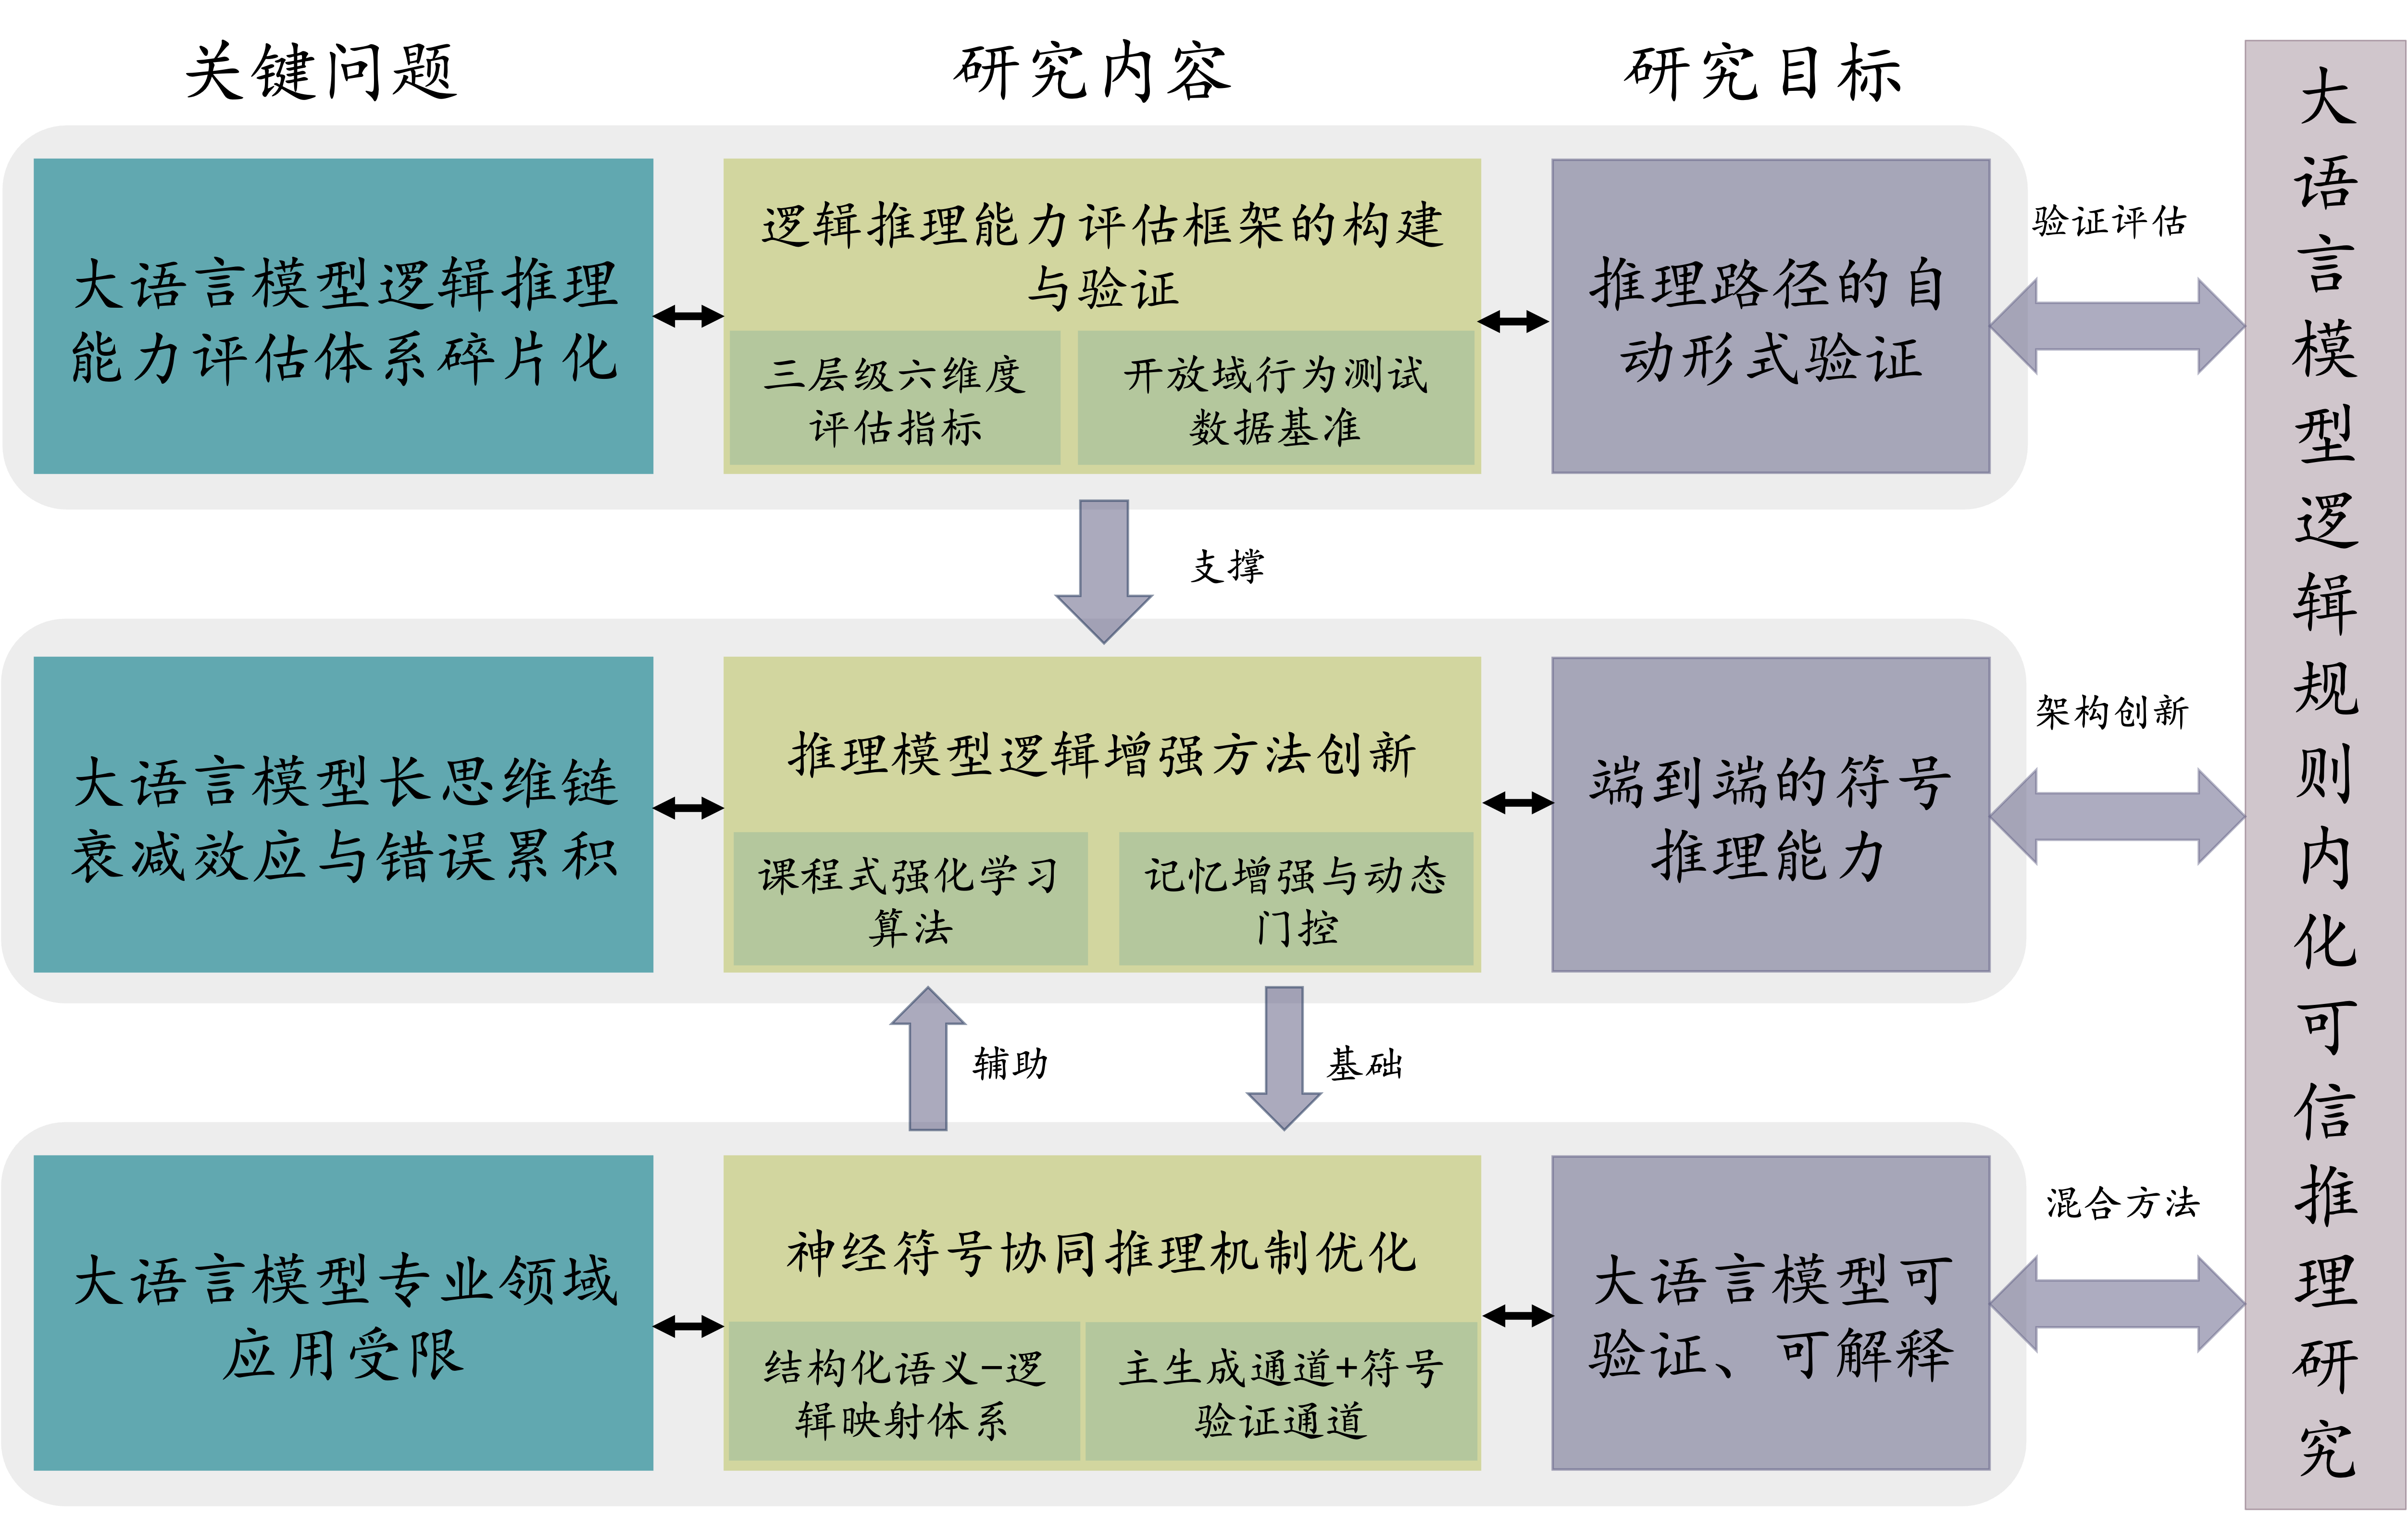 关键问题
研究内容
研究目标
大语言模型逻辑推理
能力评估体系碎片化
逻辑推理能力评估框架的构建
与验证
三层级六维度
评估指标
开放域行为测试
数据基准
推理路径的自
动形式验证
验证评估
支撑
大语言模型长思维链
衰减效应与错误累积
推理模型逻辑增强方法创新
课程式强化学习
算法
记忆增强与动态
门控
端到端的符号
推理能力
架构创新
辅助
基础
大语言模型专业领域
应用受限
神经符号协同推理机制优化
结构化语义-逻
辑映射体系
主生成通道+符号
验证通道
大语言模型可
验证、可解释
混合方法
大语言模型逻辑规则内化可信推理研究